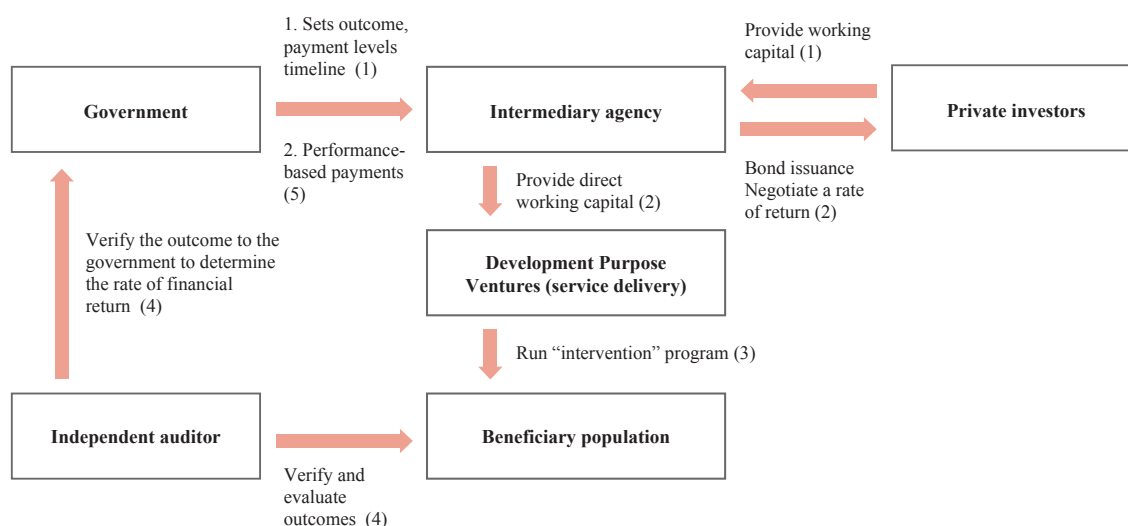 1. Sets outcome,
payment levels
timeline (1)
Provide working
capital (1)
Government
Intermediary agency
Private investors
2. Performance-
based payments
(5)
Provide direct
working capital (2)
Bond issuance
Negotiate a rate
of return (2)
Verify the outcome to the
government to determine
the rate of financial
return (4)
Development Purpose
Ventures (service delivery)
Run “intervention” program (3)
Independent auditor
Beneficiary population
Verify and
evaluate
outcomes (4)